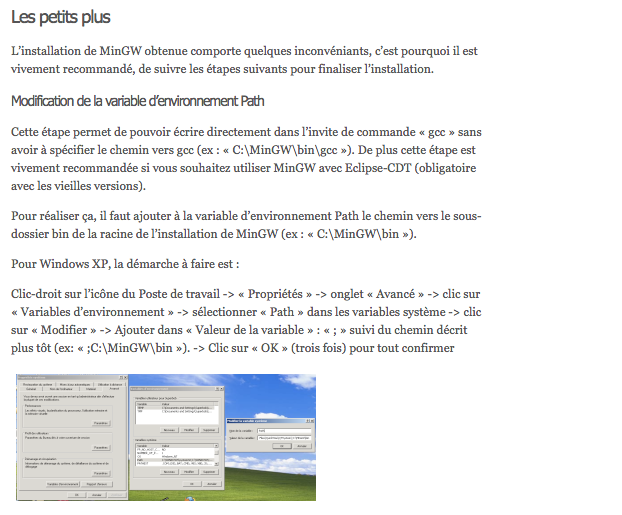 Les petits plus
L’installation de MinGW obtenue comporte quelques inconvéniants, c’est pourquoi il est
vivement recommandé, de suivre les étapes suivants pour finaliser l’installation.
Modification de la variable d’environnement Path
Cette étape permet de pouvoir écrire directement dans l’invite de commande « gcc » sans
avoir à spécifier le chemin vers gcc (ex : « C:\MinGW\bin\gcc »). De plus cette étape est
vivement recommandée si vous souhaitez utiliser MinGW avec Eclipse-CDT (obligatoire
avec les vieilles versions).
Pour réaliser ça, il faut ajouter à la variable d’environnement Path le chemin vers le sous-
dossier bin de la racine de l’installation de MinGW (ex : « C:\MinGW\bin »).
Pour Windows XP, la démarche à faire est :
Clic-droit sur l’icône du Poste de travail -> « Propriétés » -> onglet « Avancé » -> clic sur
« Variables d’environnement » -> sélectionner « Path » dans les variables système -> clic
sur « Modifier » -> Ajouter dans « Valeur de la variable » : « ; » suivi du chemin décrit
plus tôt (ex: « ;C:\MinGW\bin »). -> Clic sur « OK » (trois fois) pour tout confirmer